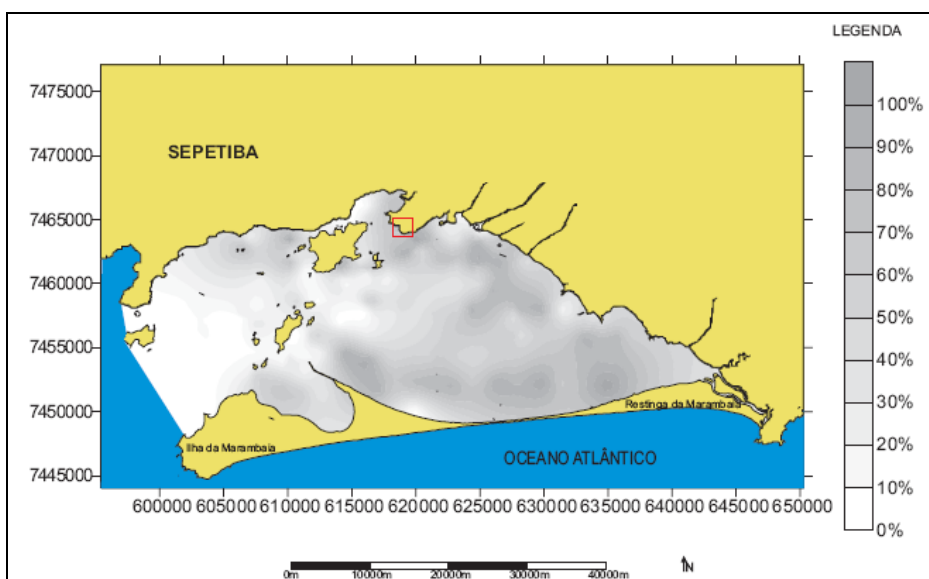 LEGENDA
7475000
7470000
7465000
7460000
7455000
7450000
7445000
SEPETIBA
Restinga da Marambaia
Ilha da Marambaia
OCEANO ATLÂNTICO
600000 605000 610000 615000 620000 625000 630000 635000 640000 645000 650000
100%
90%
80%
70%
60%
50%
40%
30%
20%
10%
0%
0m 10000m 20000m 30000m 40000m
N